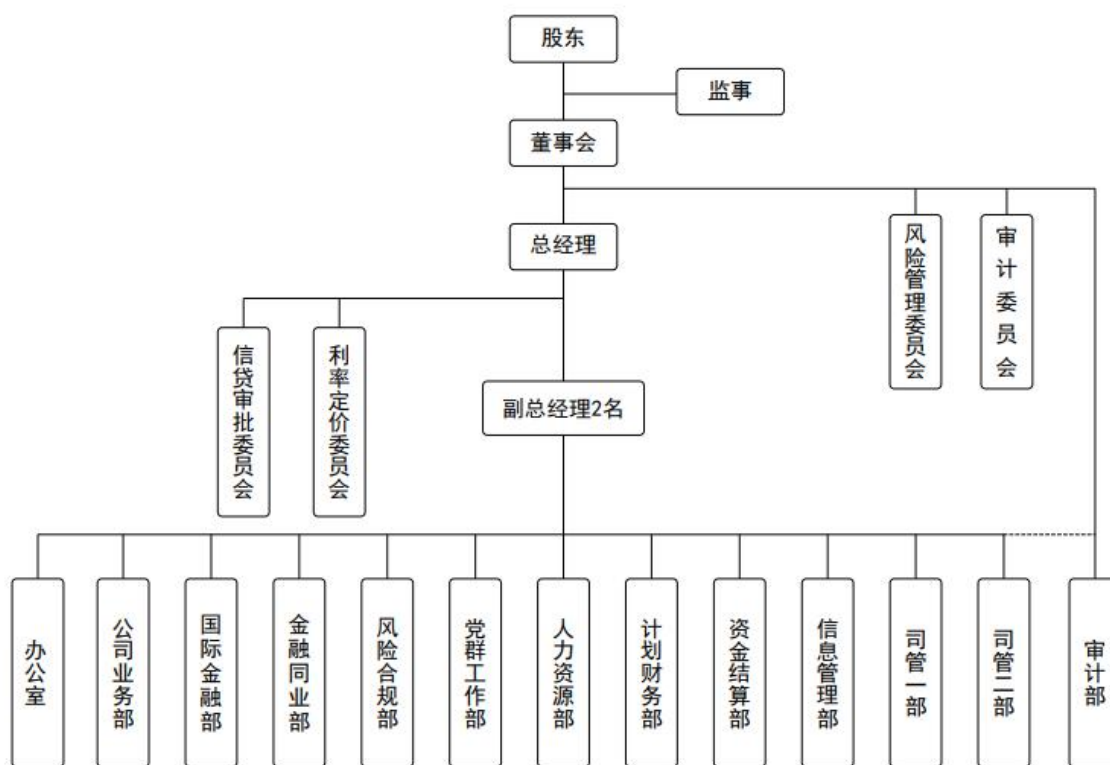 股东
监事
董事会
总经理
风险管理委员会
审计委员会
信贷审批委员会
利率定价委员会
副总经理2名
办公室
公司业务部
国际金融部
金融同业部
风险合规部
党群工作部
人力资源部
计划财务部
资金结算部
信息管理部
司管一部
司管二部
审计部